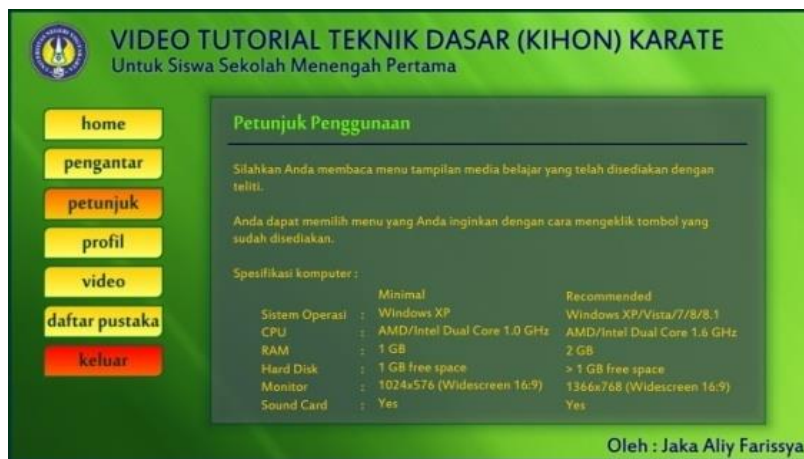 VIDEO TUTORIAL TEKNIK DASAR (KIHON) KARATE
Untuk Siswa Sekolah Menengah Pertama
home
pengantar
petunjuk
profil
video
daftar pustaka
keluar
Petunjuk Penggunaan
Silahkan Anda membaca menu tampilan media belajar yang telah disediakan dengan
teliti.
Anda dapat memilih menu yang Anda inginkan dengan cara mengeklik tombol yang
sudah disediakan.
Spesifikasi komputer :
Minimal Recommended
Sistem Operasi : Windows XP Windows XP/Vista/7/8/8.1
CPU : AMD/Intel Dual Core 1.0 GHz AMD/Intel Dual Core 1.6 GHz
RAM : 1 GB 2 GB
Hard Disk : 1 GB free space > 1 GB free space
Monitor : 1024x576 (Widescreen 16:9) 1366x768 (Widescreen 16:9)
Sound Card : Yes Yes
Oleh : Jaka Aliy Farissya